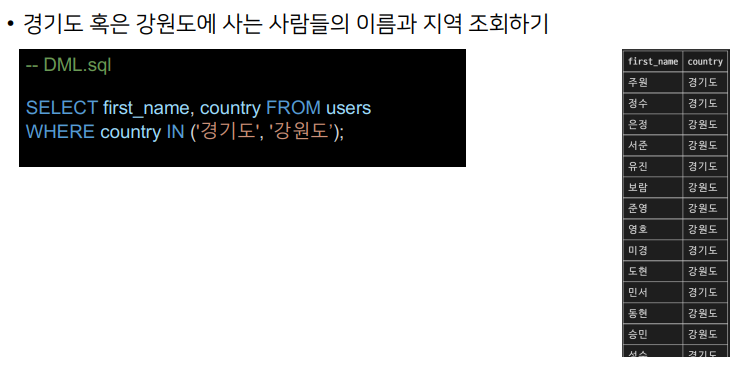 • 경기도 혹은 강원도에 사는 사람들의 이름과 지역 조회하기
-- DML.sql
SELECT first_name, country FROM users
WHERE country IN ('경기도', '강원도’);
first_name country
주원 경기도
정수 경기도
은정 강원도
서준 강원도
유진 경기도
보람 강원도
준영 강원도
영호 강원도
미경 경기도
도현 강원도
민서 경기도
동현 강원도
승민 강원도
경기도